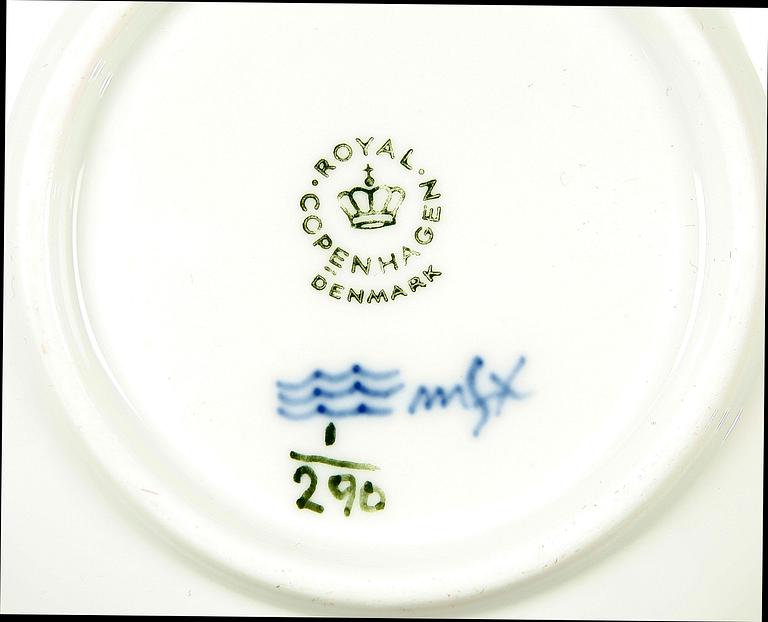 ROYAL
COPENHAGEN
DENMARK
1
290